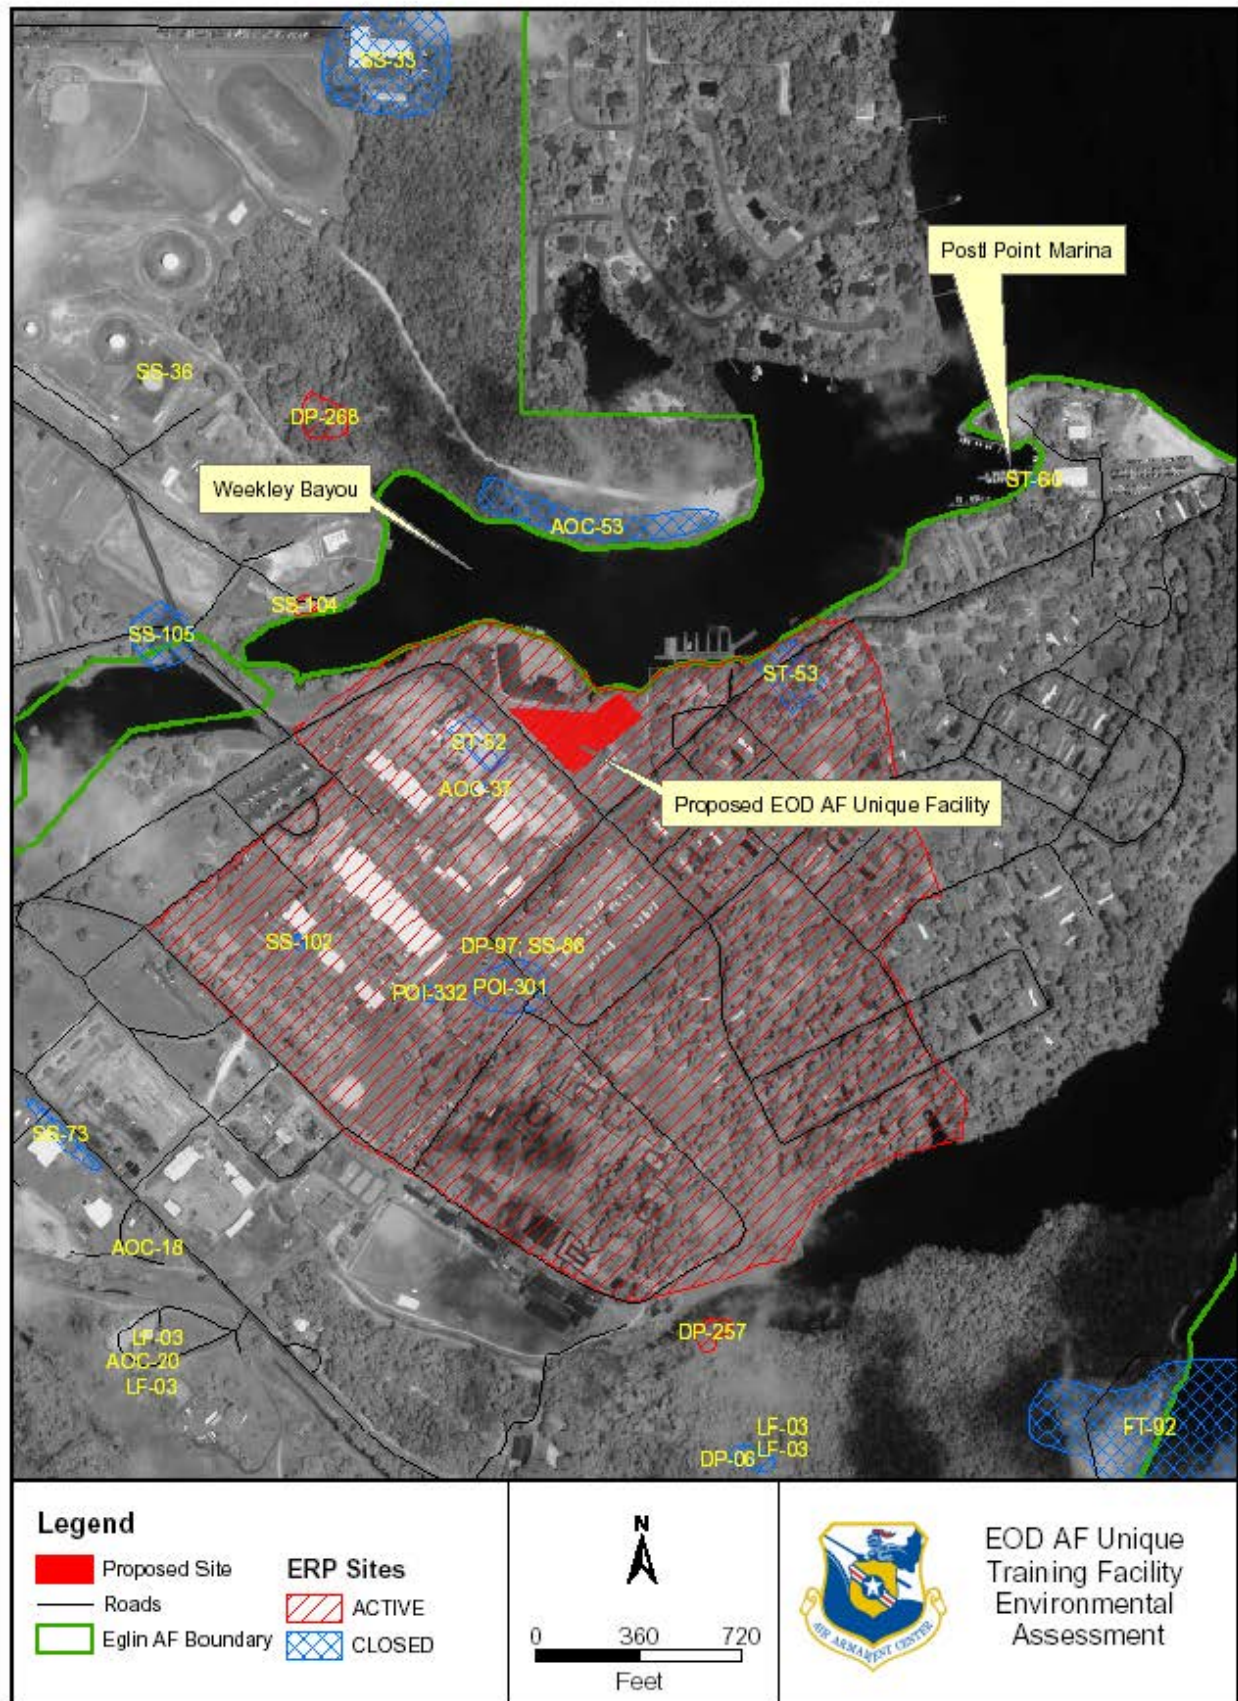 SS-33
Postl Point Marina
SS-36
DP-268
ST-60
Weekley Bayou
AOC-53
SS-104
SS-105
ST-53
ST-52
AOC-37
Proposed EOD AF Unique Facility
SS-102
DP-97; SS-86
POI-332
POI-301
SS-73
AOC-18
LF-03
AOC-20
LF-03
DP-257
LF-03
LF-03
DP-06
FT-92
Legend
Proposed Site
Roads
Eglin AF Boundary
ERP Sites
ACTIVE
CLOSED
N
0 360 720
Feet
AIR ARMAMENT CENTER
EOD AF Unique
Training Facility
Environmental
Assessment